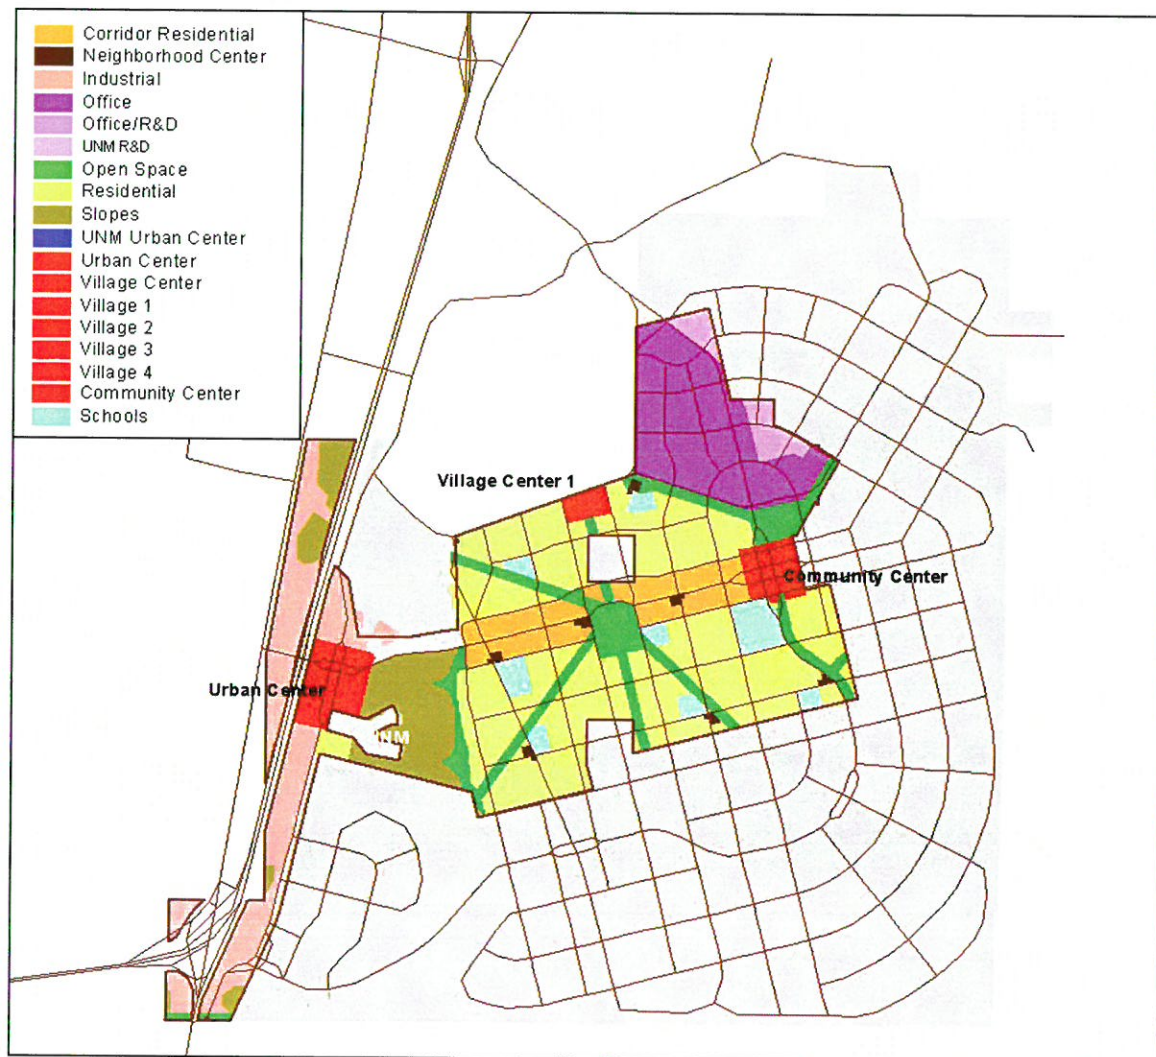 Corridor Residential
Neighborhood Center
Industrial
Office
Office/R&D
UNM R&D
Open Space
Residential
Slopes
UNM Urban Center
Urban Center
Village Center
Village 1
Village 2
Village 3
Village 4
Community Center
Schools
Village Center 1
Community Center
Urban Center
UNM